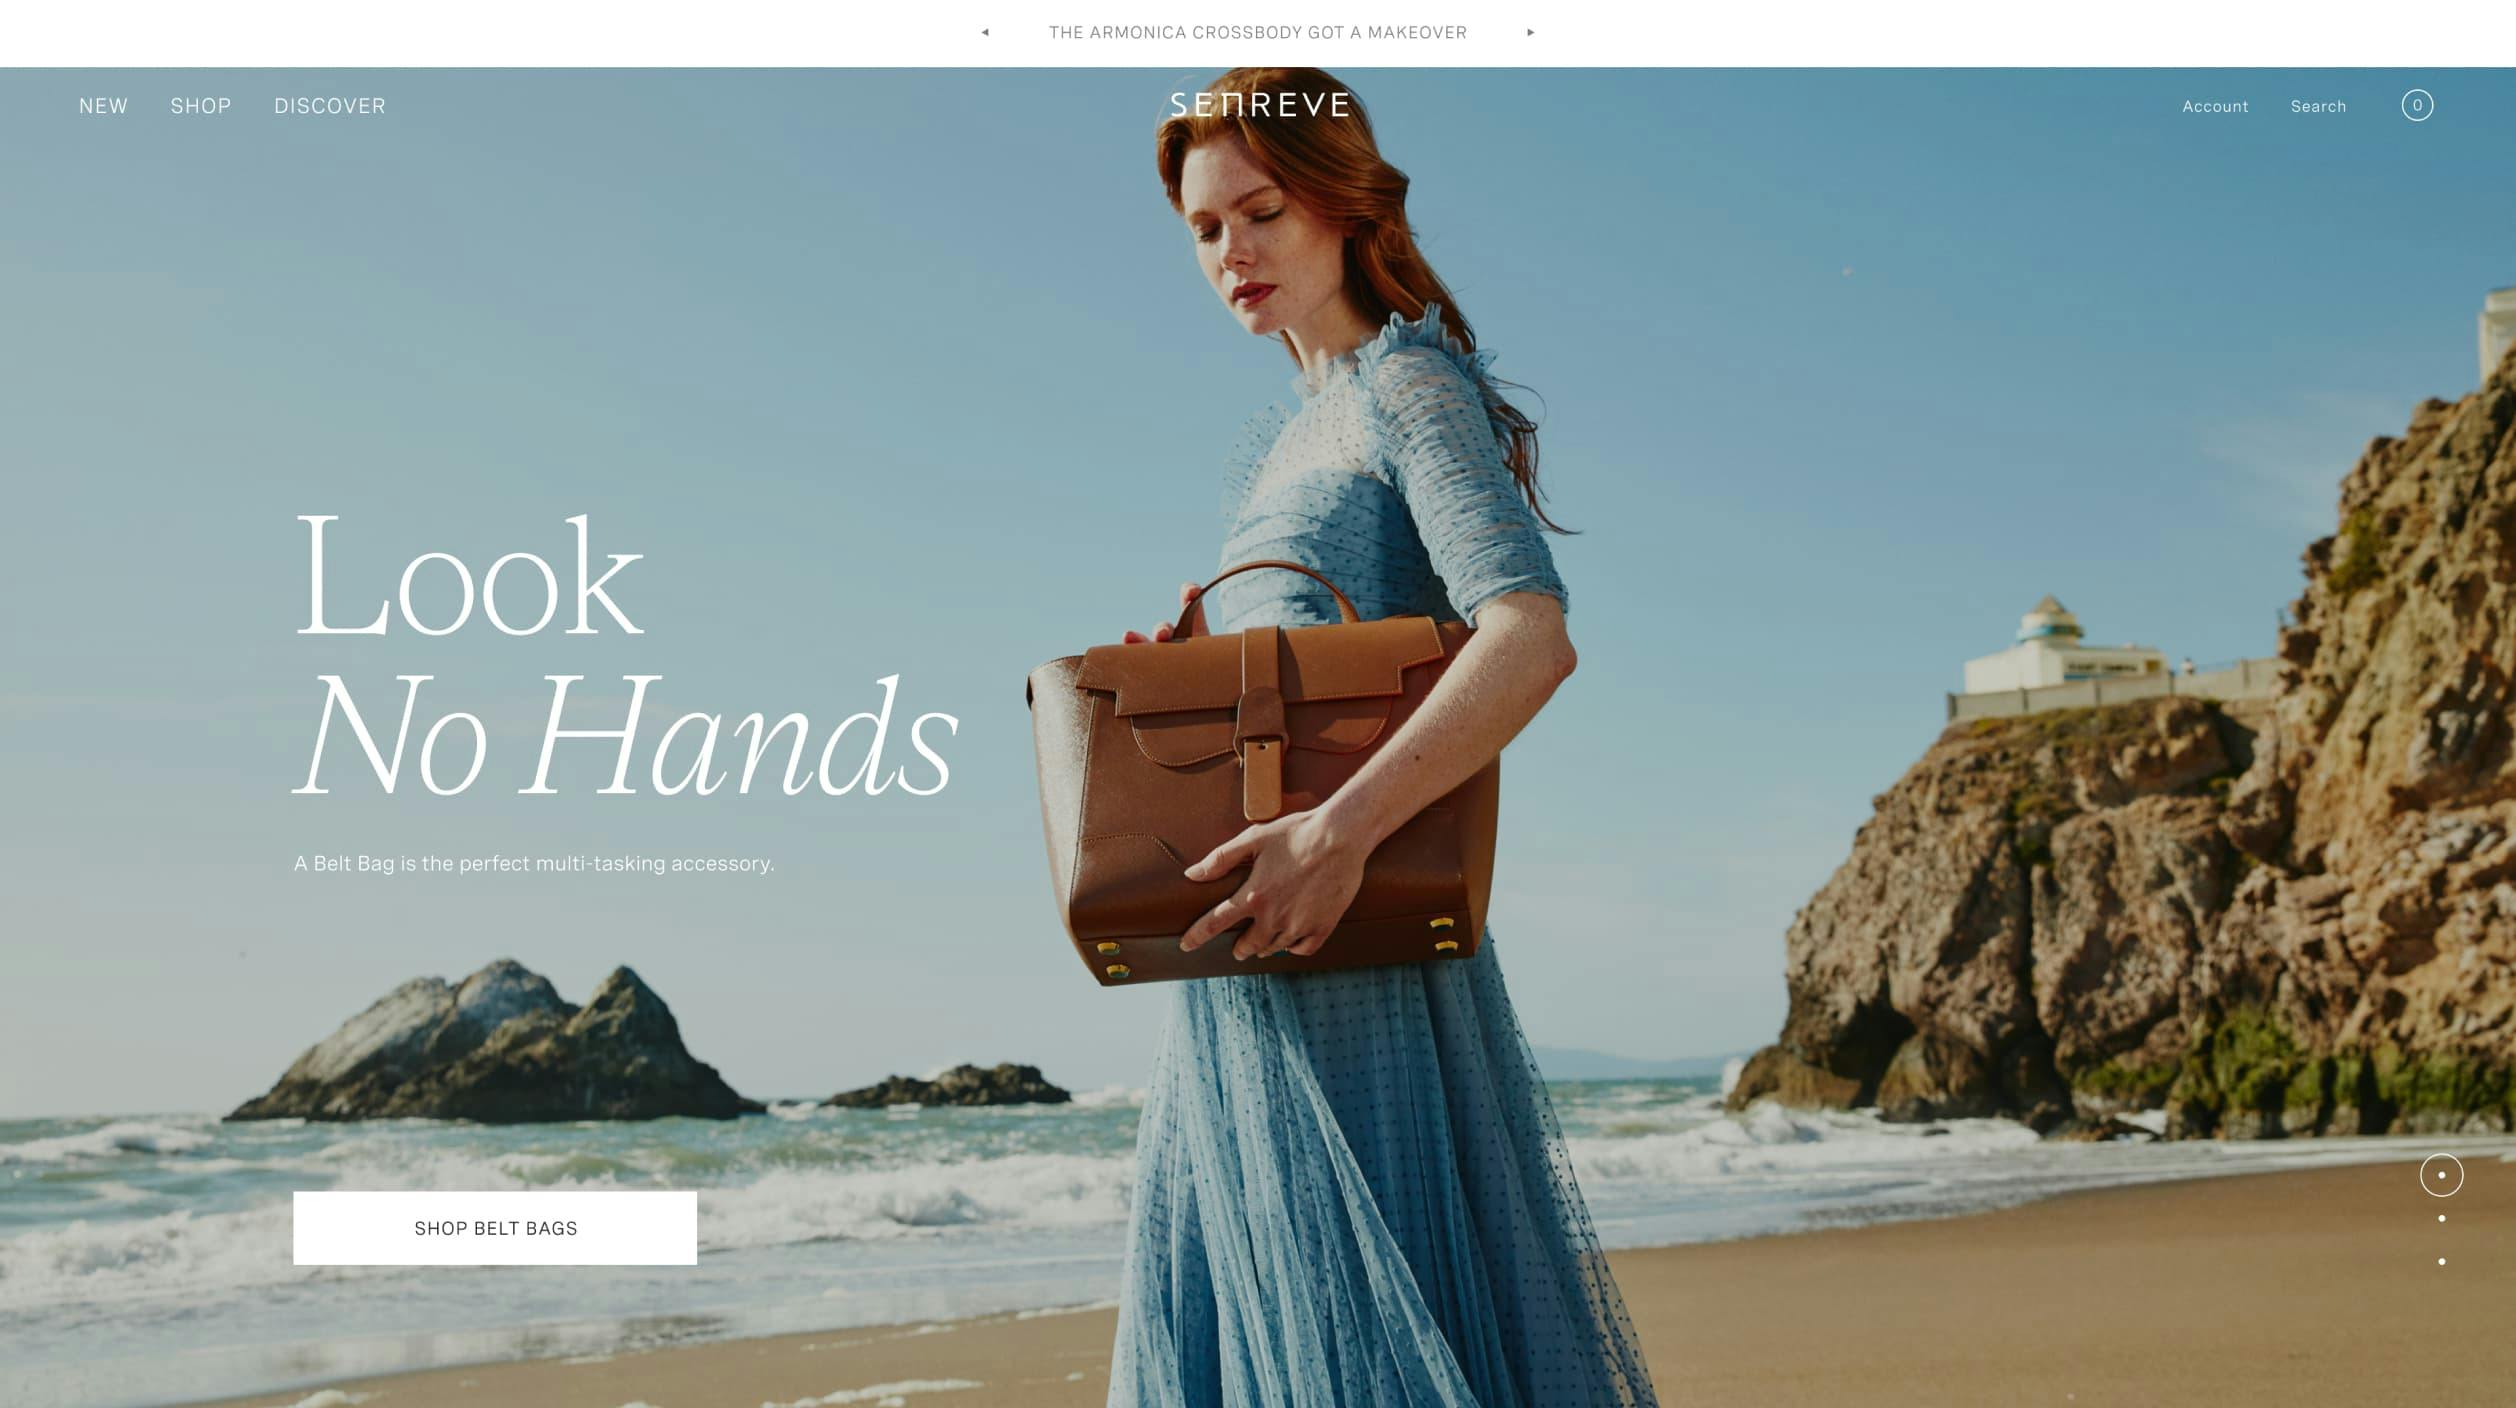 THE ARMONICA CROSSBODY GOT A MAKEOVER
NEW SHOP DISCOVER SENREVE Account Search 0
Look
No Hands
A Belt Bag is the perfect multi-tasking accessory.
SHOP BELT BAGS